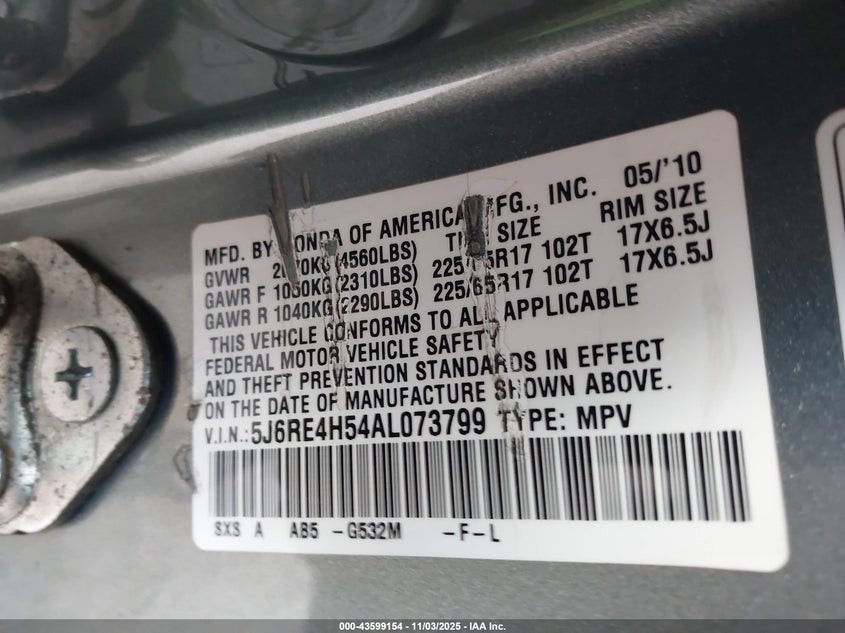 MFD. BY HONDA OF AMERICA MFG., INC. 05/'10
GVWR (4560LBS) TIRE SIZE RIM SIZE
GAWR F 1050KG (2310LBS) 225/65R17 102T 17X6.5J
GAWR R 1040KG (2290LBS) 225/65R17 102T 17X6.5J
THIS VEHICLE CONFORMS TO ALL APPLICABLE
FEDERAL MOTOR VEHICLE SAFETY
AND THEFT PREVENTION STANDARDS IN EFFECT
ON THE DATE OF MANUFACTURE SHOWN ABOVE.
V.I.N.: 5J6RE4H54AL073799 TYPE: MPV
SXS A AB5 -G532M -F-L
000-43599154 - 11/03/2025 - IAA Inc.